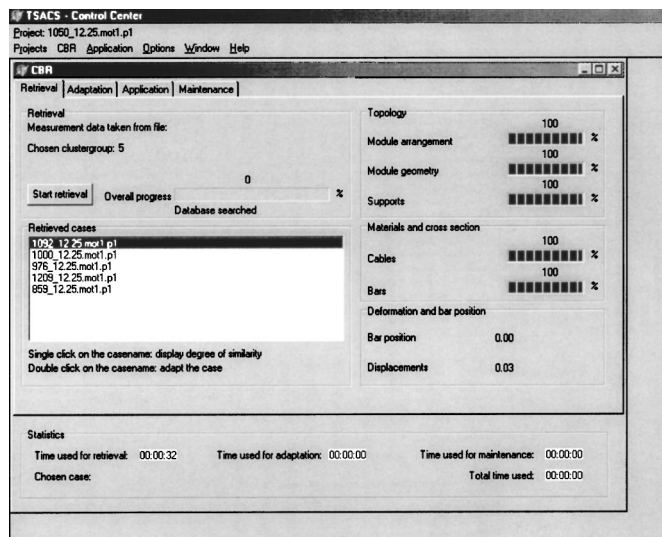 TSACS - Control Center
Project: 1050_12.25.mot1.p1
Projects CBR Application Options Window Help
CBR
Retrieval Adaptation Application Maintenance
Retrieval
Measurement data taken from file:
Chosen clustergroup: 5
0
Start retrieval Overall progress %
Database searched
Retrieved cases
1092_12.25.mot1.p1
1000_12.25.mot1.p1
976_12.25.mot1.p1
1209_12.25.mot1.p1
859_12.25.mot1.p1
Single click on the casename: display degree of similarity
Double click on the casename: adapt the case
Topology
100
Module arrangement %
100
Module geometry %
100
Supports %
Materials and cross section
100
Cables %
100
Bars %
Deformation and bar position
Bar position 0.00
Displacements 0.03
Statistics
Time used for retrieval: 00:00:32 Time used for adaptation: 00:00:00 Time used for maintenance: 00:00:00
Chosen case: Total time used: 00:00:00